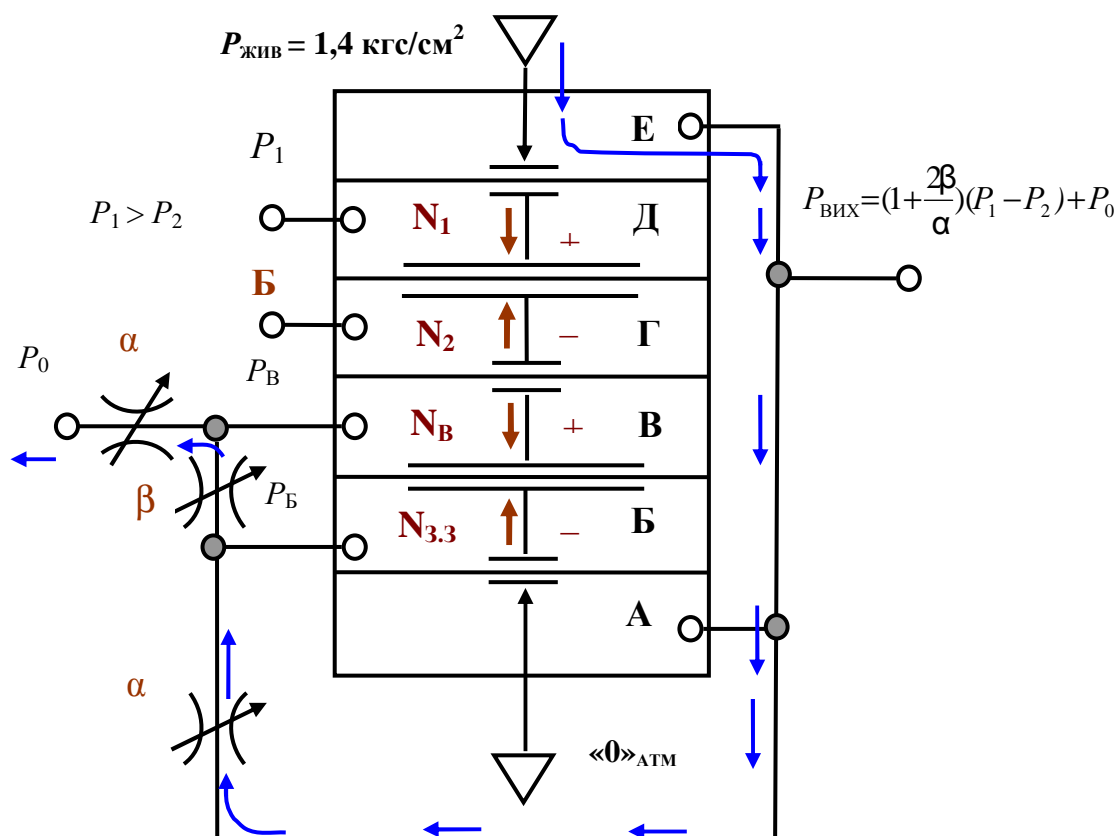 Pжив = 1,4 кгс/см²
Е
P₁
P₁ > P₂
N₁
+
Д
Pвих=(1+2β/α)(P₁−P₂)+P₀
Б
N₂
−
Г
α
P₀
Pв
Nв
+
В
β
PБ
N3.3
−
Б
А
α
«0»АТМ